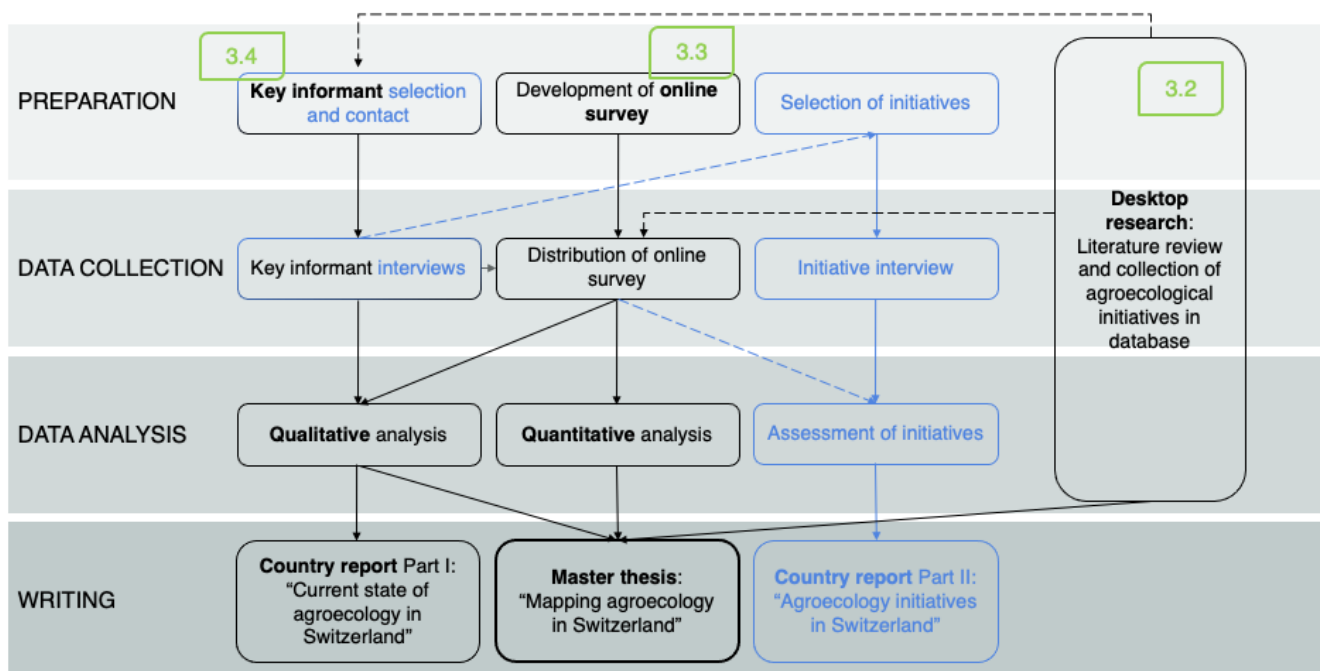 3.4
3.3
3.2
PREPARATION
Key informant selection
and contact
Development of online
survey
Selection of initiatives
Desktop
research:
Literature review
and collection of
agroecological
initiatives in
database
DATA COLLECTION
Key informant interviews
Distribution of online
survey
Initiative interview
DATA ANALYSIS
Qualitative analysis
Quantitative analysis
Assessment of initiatives
WRITING
Country report Part I:
“Current state of
agroecology in
Switzerland”
Master thesis:
“Mapping agroecology
in Switzerland”
Country report Part II:
“Agroecology initiatives
in Switzerland”